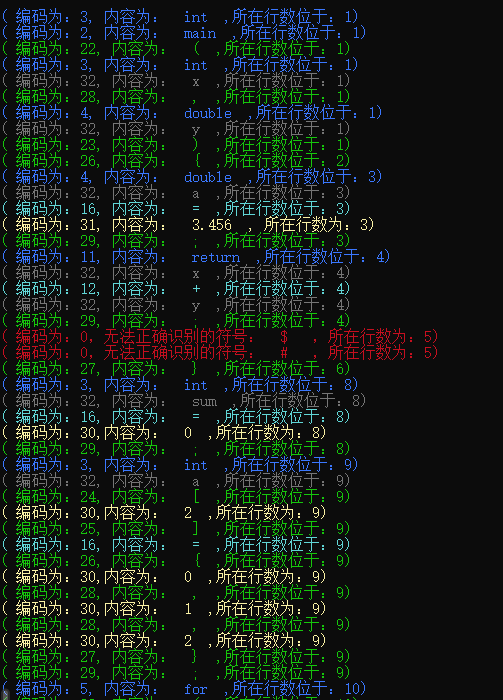 ( 编码为: 3, 内容为:  int  ,所在行数位于: 1)
( 编码为: 2, 内容为:  main  ,所在行数位于: 1)
( 编码为: 22, 内容为:  (  ,所在行数位于: 1)
( 编码为: 3, 内容为:  int  ,所在行数位于: 1)
( 编码为: 32, 内容为:  x  ,所在行数位于: 1)
( 编码为: 28, 内容为:  ,  ,所在行数位于: 1)
( 编码为: 4, 内容为:  double  ,所在行数位于: 1)
( 编码为: 32, 内容为:  y  ,所在行数位于: 1)
( 编码为: 23, 内容为:  )  ,所在行数位于: 1)
( 编码为: 26, 内容为:  {  ,所在行数位于: 2)
( 编码为: 4, 内容为:  double  ,所在行数位于: 3)
( 编码为: 32, 内容为:  a  ,所在行数位于: 3)
( 编码为: 16, 内容为:  =  ,所在行数位于: 3)
( 编码为: 31, 内容为:  3.456  , 所在行数为: 3)
( 编码为: 29, 内容为:  ;  ,所在行数位于: 3)
( 编码为: 11, 内容为:  return  ,所在行数位于: 4)
( 编码为: 32, 内容为:  x  ,所在行数位于: 4)
( 编码为: 12, 内容为:  +  ,所在行数位于: 4)
( 编码为: 32, 内容为:  y  ,所在行数位于: 4)
( 编码为: 29, 内容为:  ;  ,所在行数位于: 4)
( 编码为: 0, 无法正确识别的符号:  $  , 所在行数为: 5)
( 编码为: 0, 无法正确识别的符号:  #  , 所在行数为: 5)
( 编码为: 27, 内容为:  }  ,所在行数位于: 6)
( 编码为: 3, 内容为:  int  ,所在行数位于: 8)
( 编码为: 32, 内容为:  sum  ,所在行数位于: 8)
( 编码为: 16, 内容为:  =  ,所在行数位于: 8)
( 编码为: 30,内容为:  0  ,所在行数为: 8)
( 编码为: 29, 内容为:  ;  ,所在行数位于: 8)
( 编码为: 3, 内容为:  int  ,所在行数位于: 9)
( 编码为: 32, 内容为:  a  ,所在行数位于: 9)
( 编码为: 24, 内容为:  [  ,所在行数位于: 9)
( 编码为: 30,内容为:  2  ,所在行数为: 9)
( 编码为: 25, 内容为:  ]  ,所在行数位于: 9)
( 编码为: 16, 内容为:  =  ,所在行数位于: 9)
( 编码为: 26, 内容为:  {  ,所在行数位于: 9)
( 编码为: 30,内容为:  0  ,所在行数为: 9)
( 编码为: 28, 内容为:  ,  ,所在行数位于: 9)
( 编码为: 30,内容为:  1  ,所在行数为: 9)
( 编码为: 28, 内容为:  ,  ,所在行数位于: 9)
( 编码为: 30,内容为:  2  ,所在行数为: 9)
( 编码为: 27, 内容为:  }  ,所在行数位于: 9)
( 编码为: 29, 内容为:  ;  ,所在行数位于: 9)
( 编码为: 5, 内容为:  for  ,所在行数位于: 10)